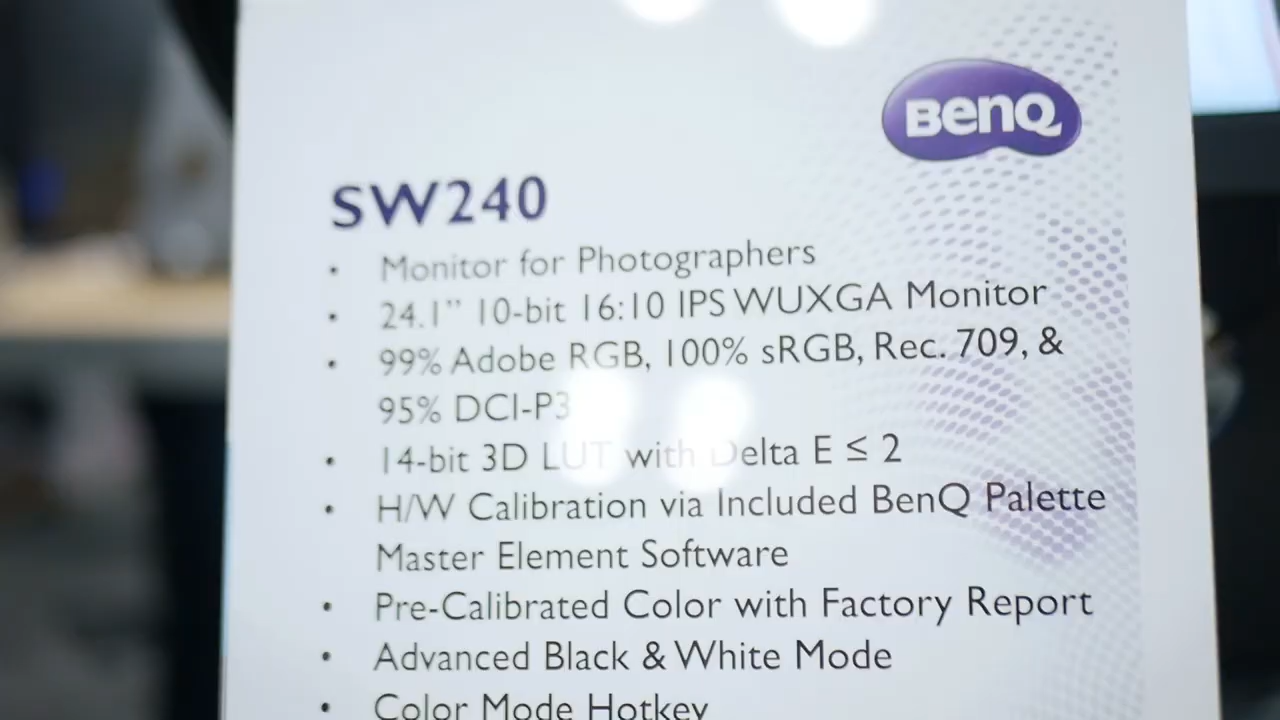 BenQ
SW240
• Monitor for Photographers
• 24.1” 10-bit 16:10 IPS WUXGA Monitor
• 99% Adobe RGB, 100% sRGB, Rec. 709, &
95% DCI-P3
• 14-bit 3D LUT with Delta E ≤ 2
• H/W Calibration via Included BenQ Palette
Master Element Software
• Pre-Calibrated Color with Factory Report
• Advanced Black & White Mode
• Color Mode Hotkey